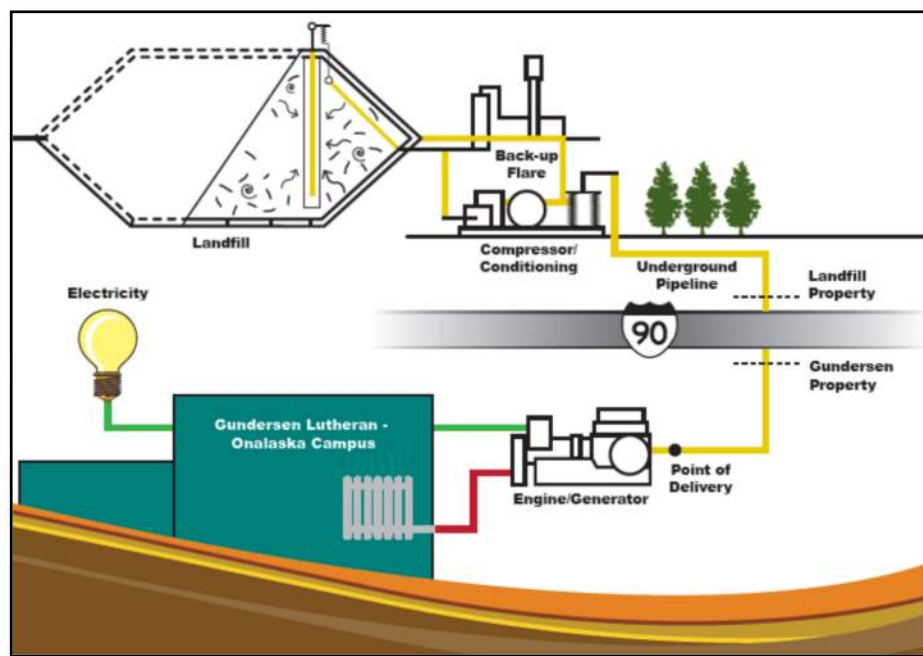 Back-up
Flare
Landfill
Compressor/
Conditioning
Underground
Pipeline
Landfill
Property
Electricity
90
Gundersen
Property
Gundersen Lutheran -
Onalaska Campus
Point of
Delivery
Engine/Generator